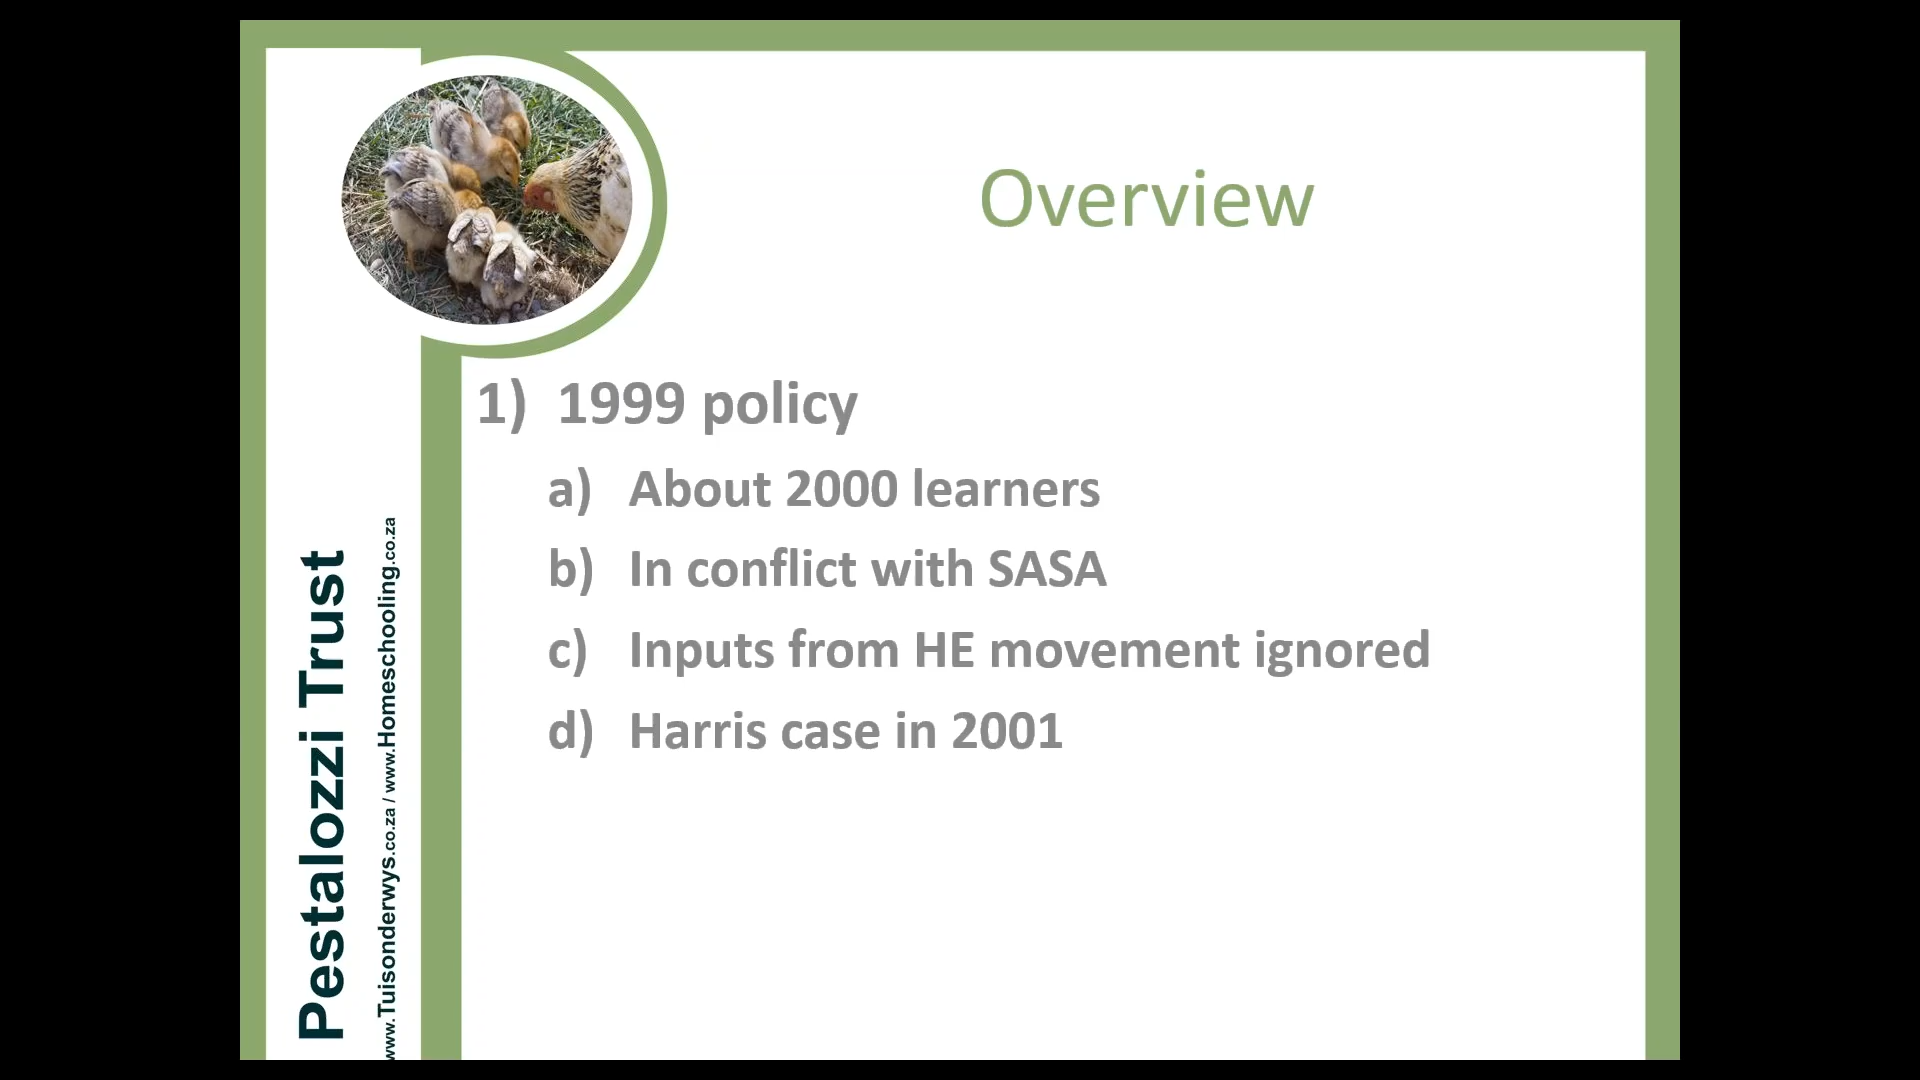 Overview
1) 1999 policy
a) About 2000 learners
b) In conflict with SASA
c) Inputs from HE movement ignored
d) Harris case in 2001
Pestalozzi Trust
www.Tuisonderwys.co.za / www.Homeschooling.co.za